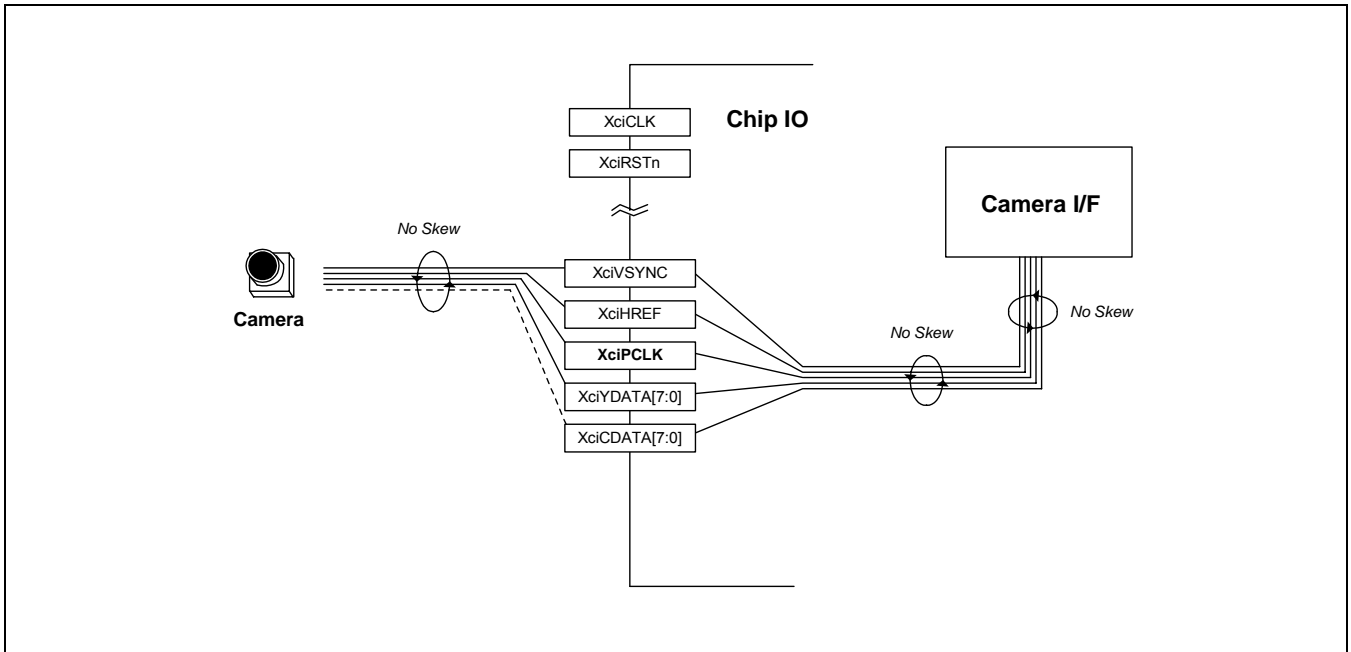 XciCLK
Chip IO
XciRSTn
Camera I/F
No Skew
XciVSYNC
XciHREF
No Skew
Camera
No Skew
XciPCLK
XciYDATA[7:0]
XciCDATA[7:0]